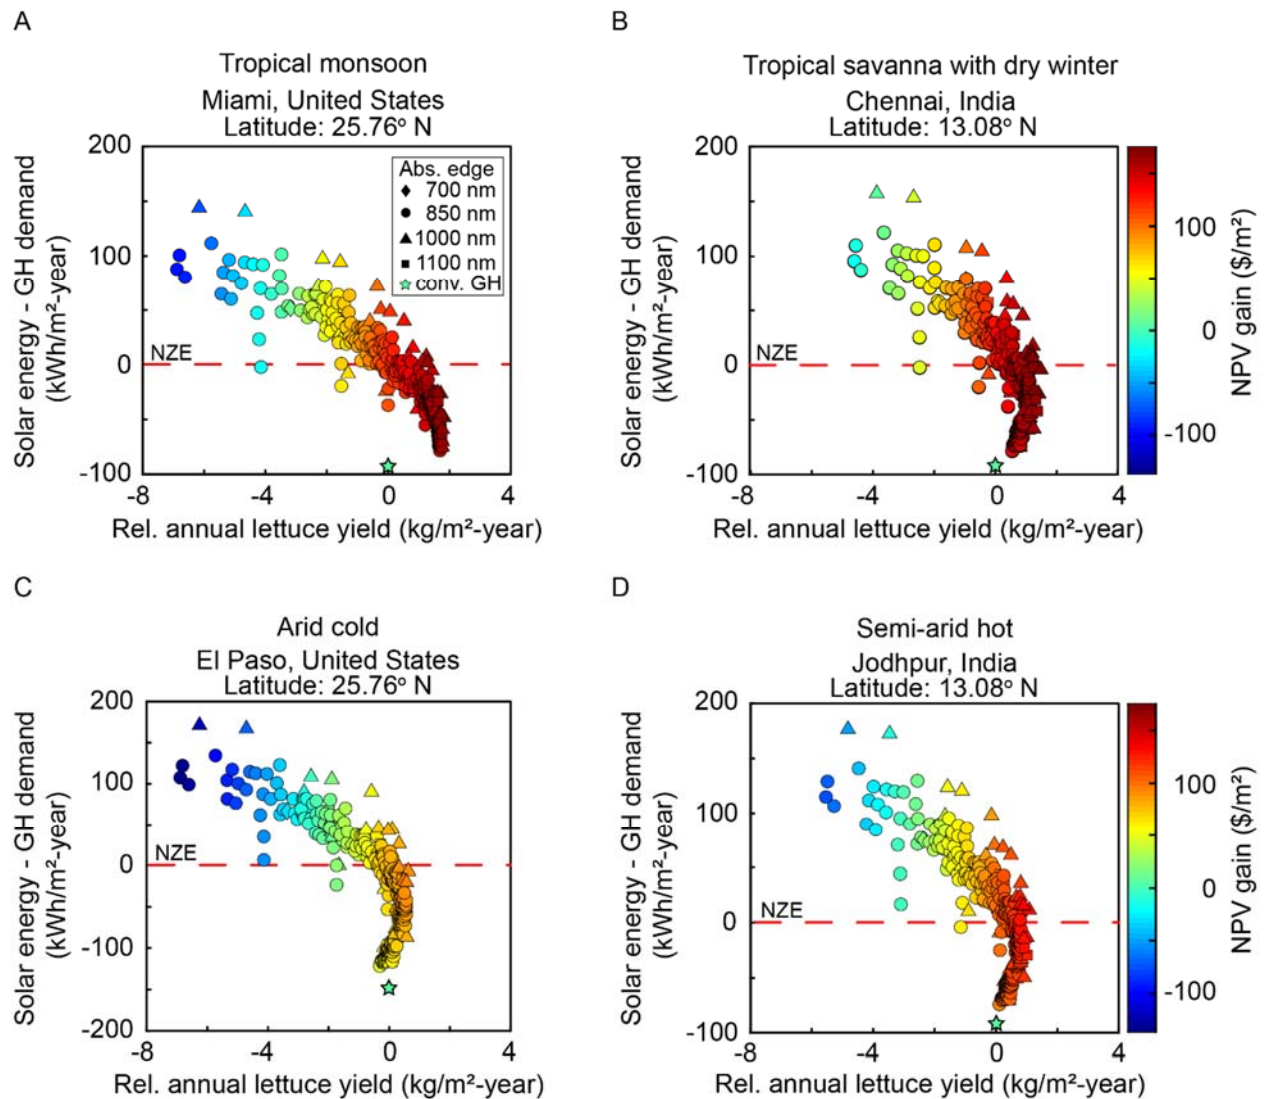 A
Tropical monsoon
Miami, United States
Latitude: 25.76º N
Solar energy - GH demand
(kWh/m²-year)
200
100
0
-100
NZE
Abs. edge
700 nm
850 nm
1000 nm
1100 nm
conv. GH
-8
-4
0
4
Rel. annual lettuce yield (kg/m²-year)
B
Tropical savanna with dry winter
Chennai, India
Latitude: 13.08º N
Solar energy - GH demand
(kWh/m²-year)
200
100
0
-100
NZE
-8
-4
0
4
Rel. annual lettuce yield (kg/m²-year)
100
0
-100
NPV gain ($/m²)
C
Arid cold
El Paso, United States
Latitude: 25.76º N
Solar energy - GH demand
(kWh/m²-year)
200
100
0
-100
-200
NZE
-8
-4
0
4
Rel. annual lettuce yield (kg/m²-year)
D
Semi-arid hot
Jodhpur, India
Latitude: 13.08º N
Solar energy - GH demand
(kWh/m²-year)
200
100
0
-100
NZE
-8
-4
0
4
Rel. annual lettuce yield (kg/m²-year)
100
0
-100
NPV gain ($/m²)